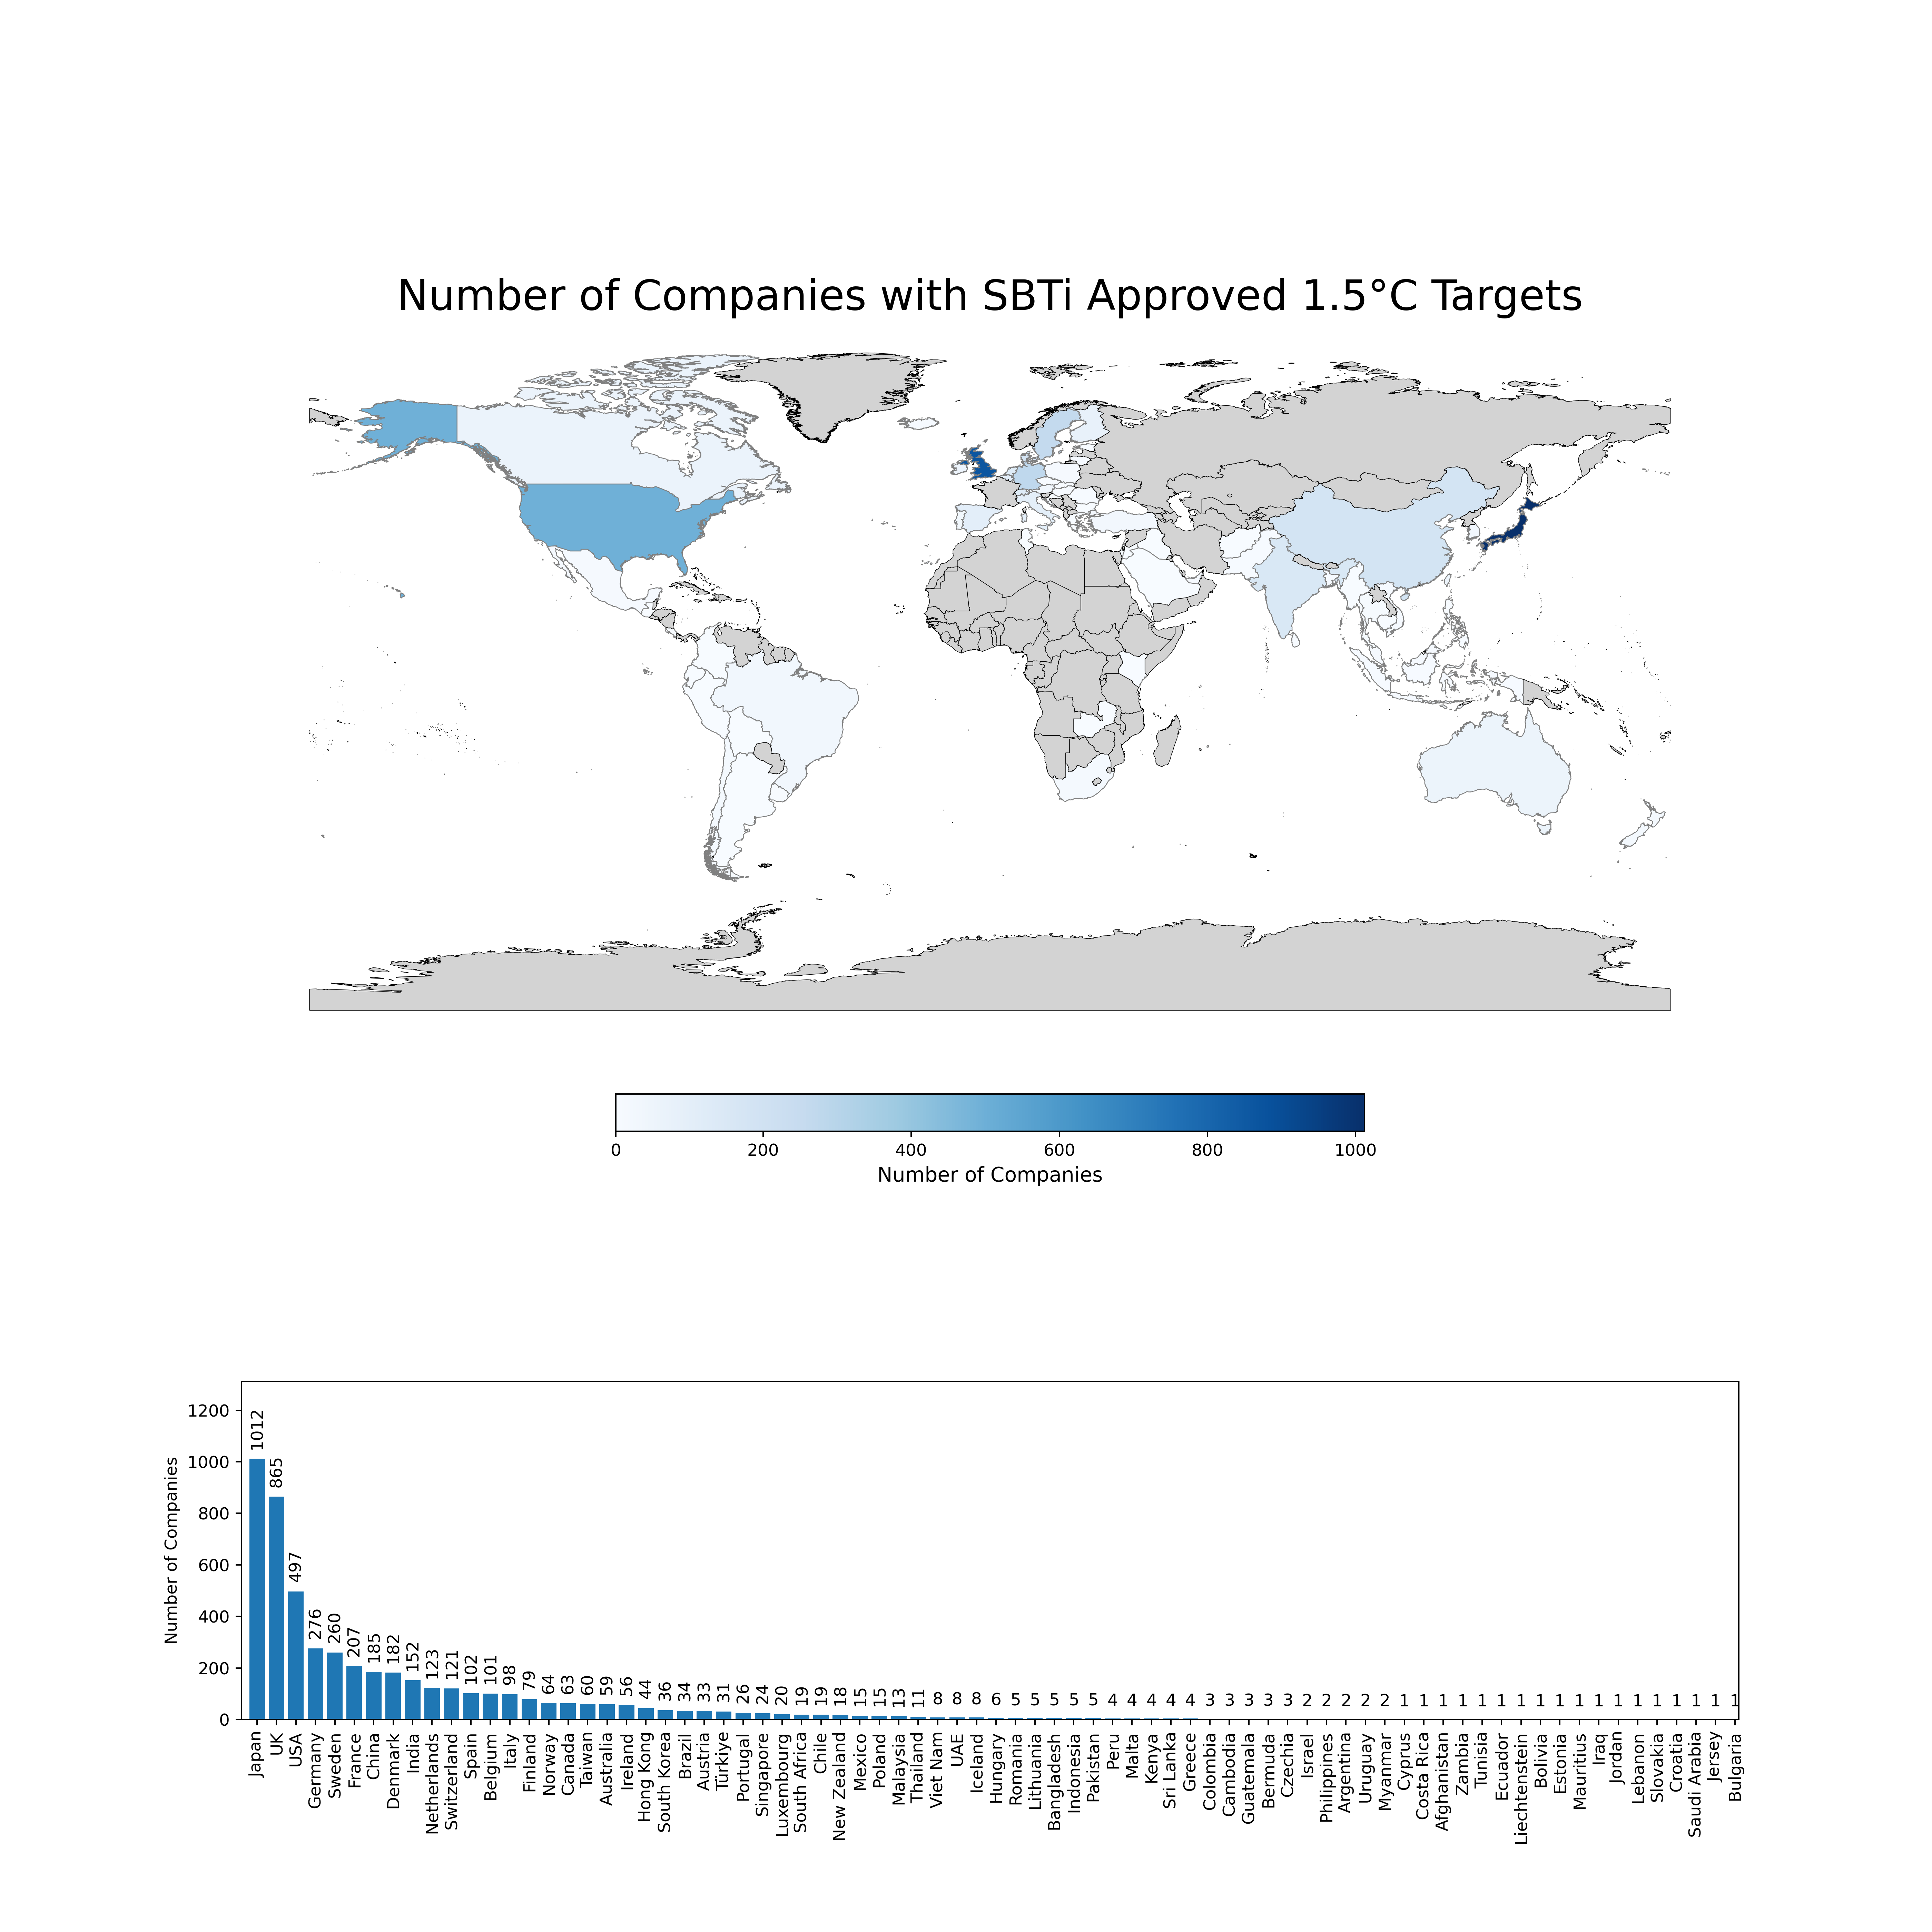 Number of Companies with SBTi Approved 1.5°C Targets
0 200 400 600 800 1000
Number of Companies
Number of Companies
1200
1000
800
600
400
200
0
1012 865 497 276 260 207 185 182 152 123 121 102 101 98 79 64 63 60 59 56 44 36 34 33 31 26 24 20 19 19 18 15 15 13 11 8 8 8 6 5 5 5 5 5 4 4 4 4 4 3 3 3 3 3 2 2 2 2 2 1 1 1 1 1 1 1 1 1 1 1 1 1 1 1 1 1 1
Japan
UK
USA
Germany
Sweden
France
China
Denmark
India
Netherlands
Switzerland
Spain
Belgium
Italy
Finland
Norway
Canada
Taiwan
Australia
Ireland
Hong Kong
South Korea
Brazil
Austria
Türkiye
Portugal
Singapore
Luxembourg
South Africa
Chile
New Zealand
Mexico
Poland
Malaysia
Thailand
Viet Nam
UAE
Iceland
Hungary
Romania
Lithuania
Bangladesh
Indonesia
Pakistan
Peru
Malta
Kenya
Sri Lanka
Greece
Colombia
Cambodia
Guatemala
Bermuda
Czechia
Israel
Philippines
Argentina
Uruguay
Myanmar
Cyprus
Costa Rica
Afghanistan
Zambia
Tunisia
Ecuador
Liechtenstein
Bolivia
Estonia
Mauritius
Iraq
Jordan
Lebanon
Slovakia
Croatia
Saudi Arabia
Jersey
Bulgaria